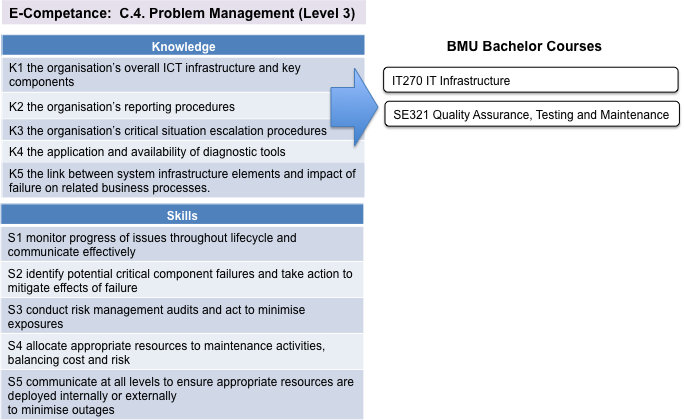 E-Competance:  C.4. Problem Management (Level 3)
Knowledge
K1 the organisation's overall ICT infrastructure and key
components
K2 the organisation's reporting procedures
K3 the organisation's critical situation escalation procedures
K4 the application and availability of diagnostic tools
K5 the link between system infrastructure elements and impact of
failure on related business processes.
Skills
S1 monitor progress of issues throughout lifecycle and
communicate effectively
S2 identify potential critical component failures and take action to
mitigate effects of failure
S3 conduct risk management audits and act to minimise
exposures
S4 allocate appropriate resources to maintenance activities,
balancing cost and risk
S5 communicate at all levels to ensure appropriate resources are
deployed internally or externally
to minimise outages
BMU Bachelor Courses
IT270 IT Infrastructure
SE321 Quality Assurance, Testing and Maintenance